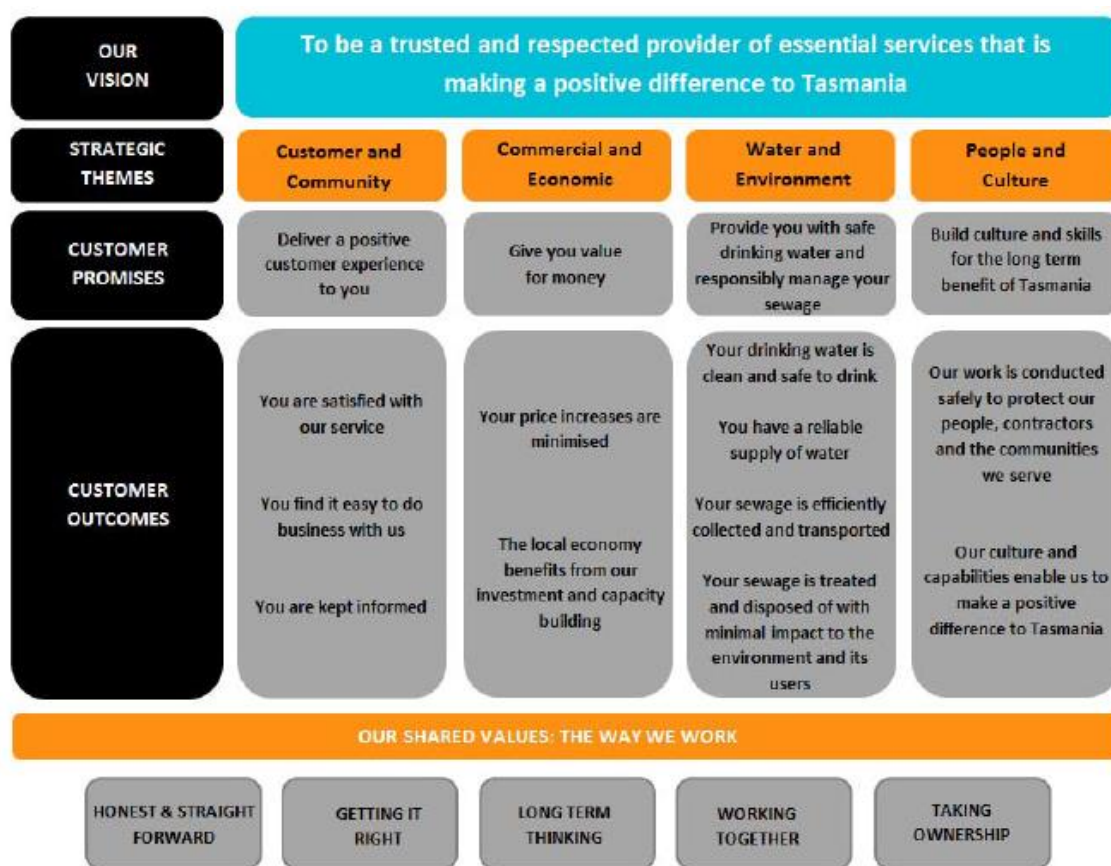 OUR
VISION
To be a trusted and respected provider of essential services that is
making a positive difference to Tasmania
STRATEGIC
THEMES
Customer and
Community
Commercial and
Economic
Water and
Environment
People and
Culture
CUSTOMER
PROMISES
Deliver a positive
customer experience
to you
Give you value
for money
Provide you with safe
drinking water and
responsibly manage your
sewage
Build culture and skills
for the long term
benefit of Tasmania
CUSTOMER
OUTCOMES
You are satisfied with
our service
You find it easy to do
business with us
You are kept informed
Your price increases are
minimised
The local economy
benefits from our
investment and capacity
building
Your drinking water is
clean and safe to drink
You have a reliable
supply of water
Your sewage is efficiently
collected and transported
Your sewage is treated
and disposed of with
minimal impact to the
environment and its
users
Our work is conducted
safely to protect our
people, contractors
and the communities
we serve
Our culture and
capabilities enable us to
make a positive
difference to Tasmania
OUR SHARED VALUES: THE WAY WE WORK
HONEST & STRAIGHT
FORWARD
GETTING IT
RIGHT
LONG TERM
THINKING
WORKING
TOGETHER
TAKING
OWNERSHIP